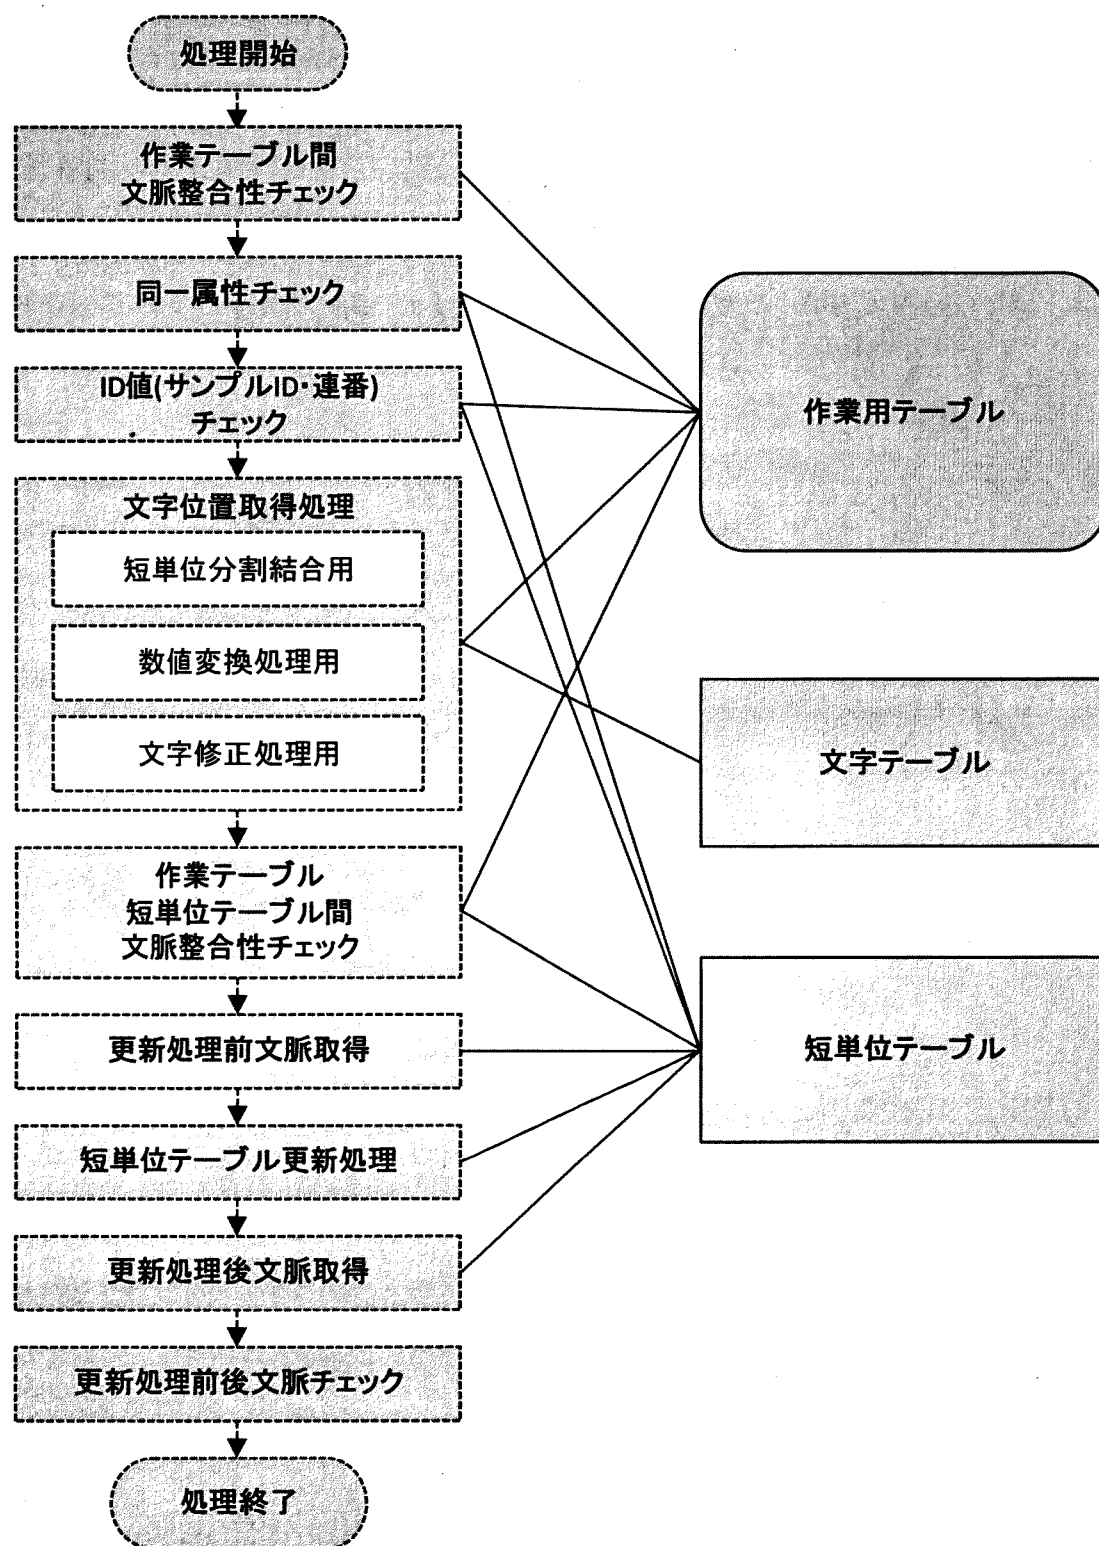 処理開始
作業テーブル間
文脈整合性チェック
同一属性チェック
ID値(サンプルID・連番)
チェック
文字位置取得処理
短単位分割結合用
数値変換処理用
文字修正処理用
作業テーブル
短単位テーブル間
文脈整合性チェック
更新処理前文脈取得
短単位テーブル更新処理
更新処理後文脈取得
更新処理前後文脈チェック
処理終了
作業用テーブル
文字テーブル
短単位テーブル